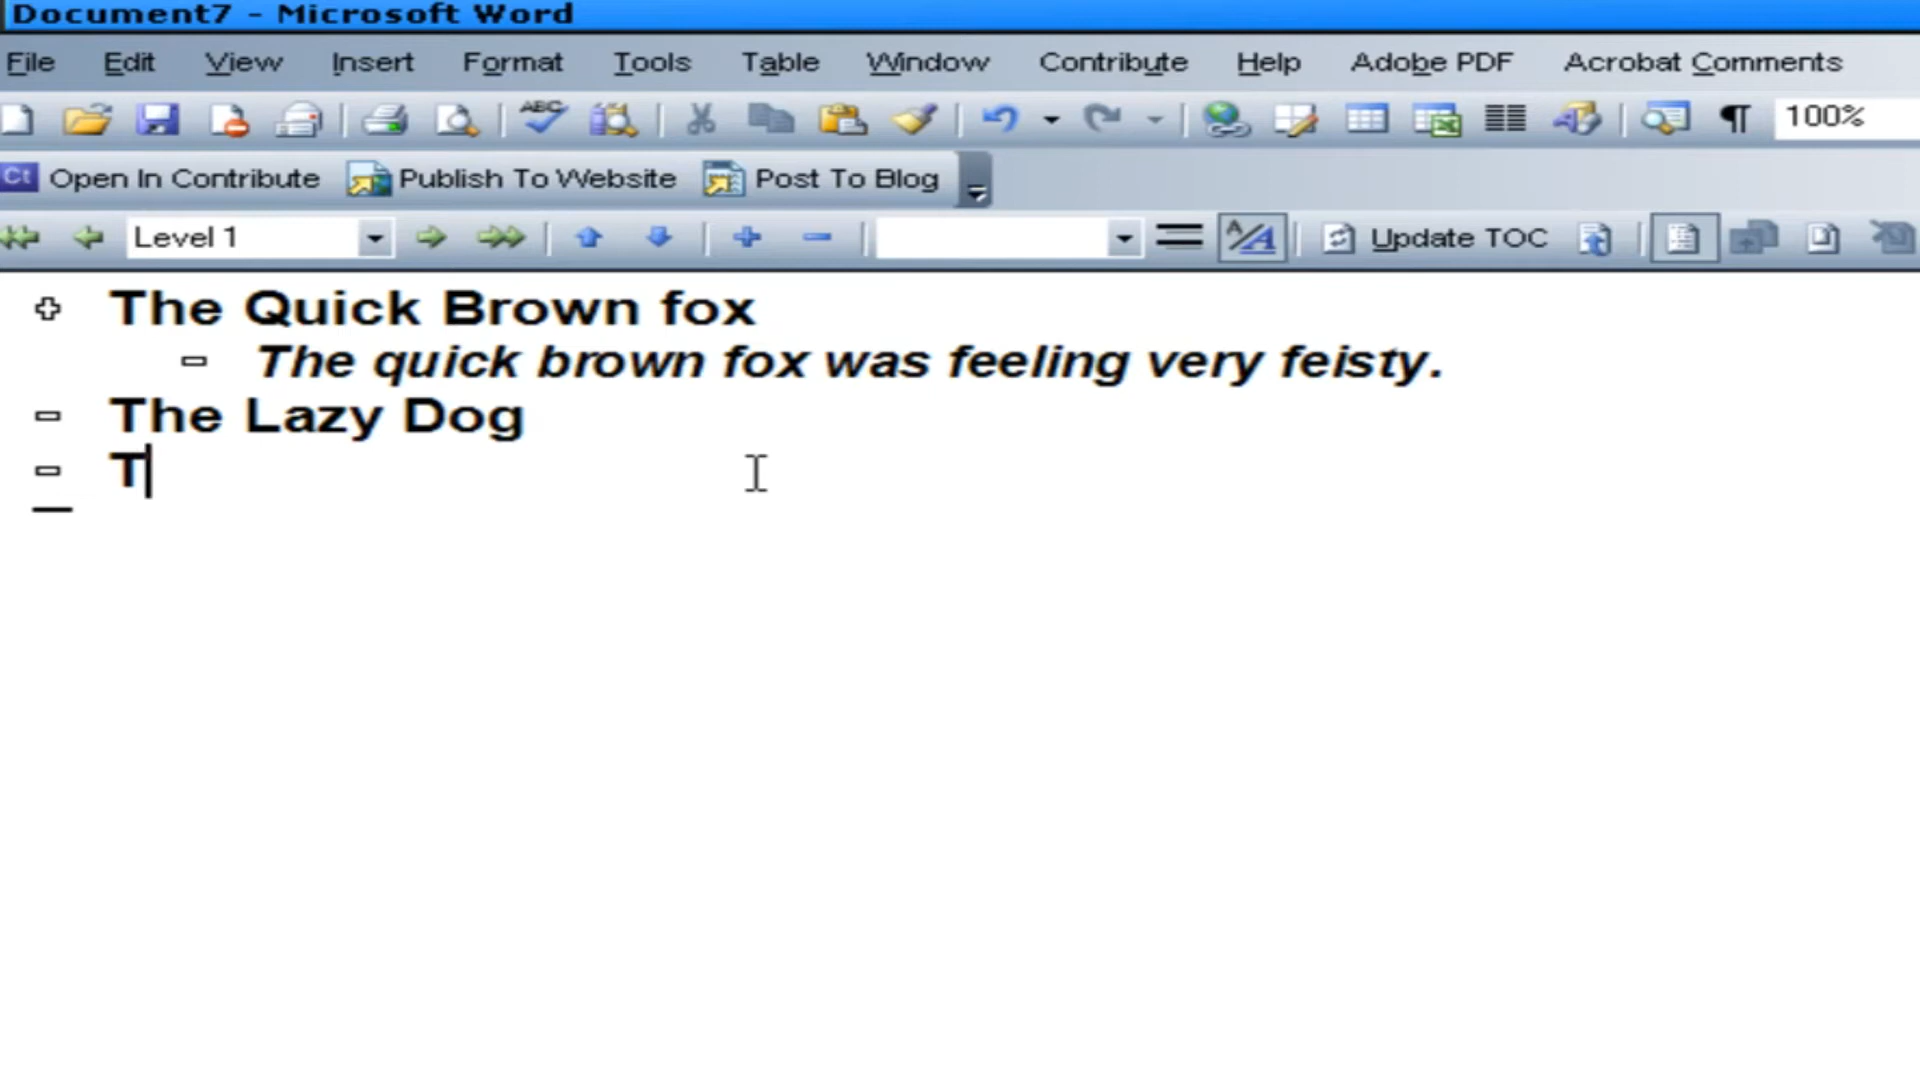 Document7 - Microsoft Word
File Edit View Insert Format Tools Table Window Contribute Help Adobe PDF Acrobat Comments
ABC 100%
Ct Open In Contribute Publish To Website Post To Blog
Level 1 Update TOC
The Quick Brown fox
The quick brown fox was feeling very feisty.
The Lazy Dog
T